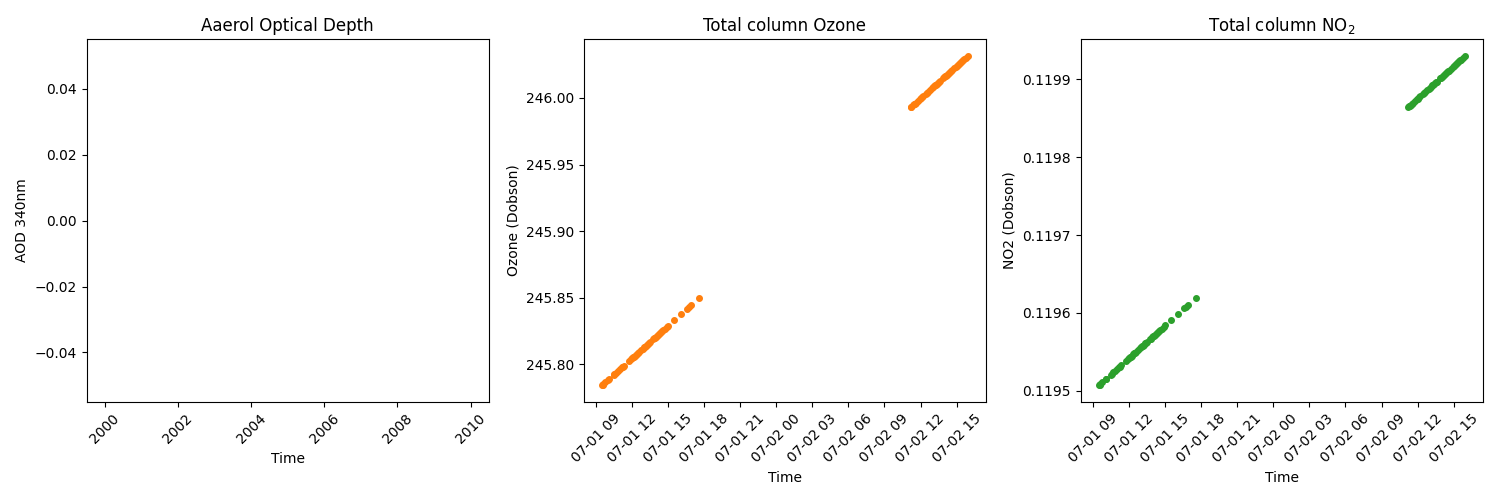 Aaerol Optical Depth
AOD 340nm
0.04
0.02
0.00
−0.02
−0.04
2000 2002 2004 2006 2008 2010
Time
Total column Ozone
Ozone (Dobson)
246.00
245.95
245.90
245.85
245.80
07-01 09 07-01 12 07-01 15 07-01 18 07-01 21 07-02 00 07-02 03 07-02 06 07-02 09 07-02 12 07-02 15
Time
Total column NO₂
NO2 (Dobson)
0.1199
0.1198
0.1197
0.1196
0.1195
07-01 09 07-01 12 07-01 15 07-01 18 07-01 21 07-02 00 07-02 03 07-02 06 07-02 09 07-02 12 07-02 15
Time